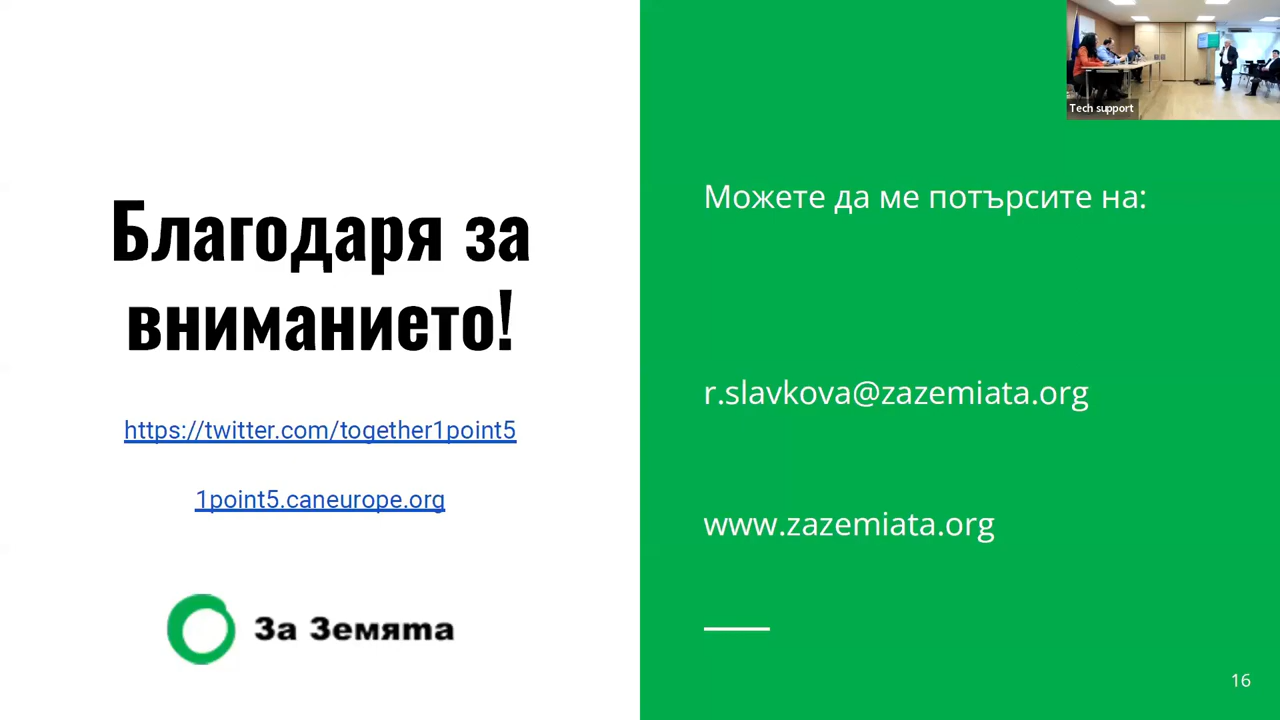 Благодаря за
вниманието!
https://twitter.com/together1point5
1point5.caneurope.org
За Земята
Можете да ме потърсите на:
r.slavkova@zazemiata.org
www.zazemiata.org
16
Tech support